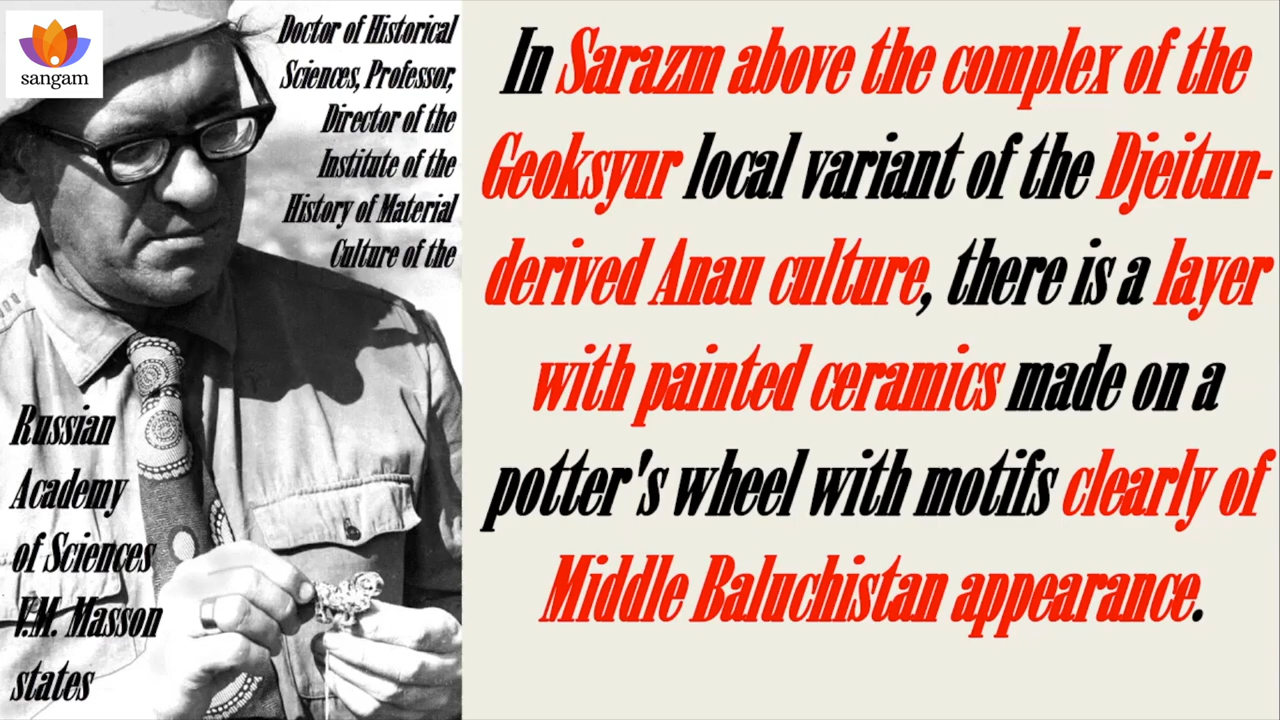 sangam
Doctor of Historical
Sciences, Professor,
Director of the
Institute of the
History of Material
Culture of the
Russian
Academy
of Sciences
V.M. Masson
states
In Sarazm above the complex of the
Geoksyur local variant of the Djeitun-
derived Anau culture, there is a layer
with painted ceramics made on a
potter's wheel with motifs clearly of
Middle Baluchistan appearance.